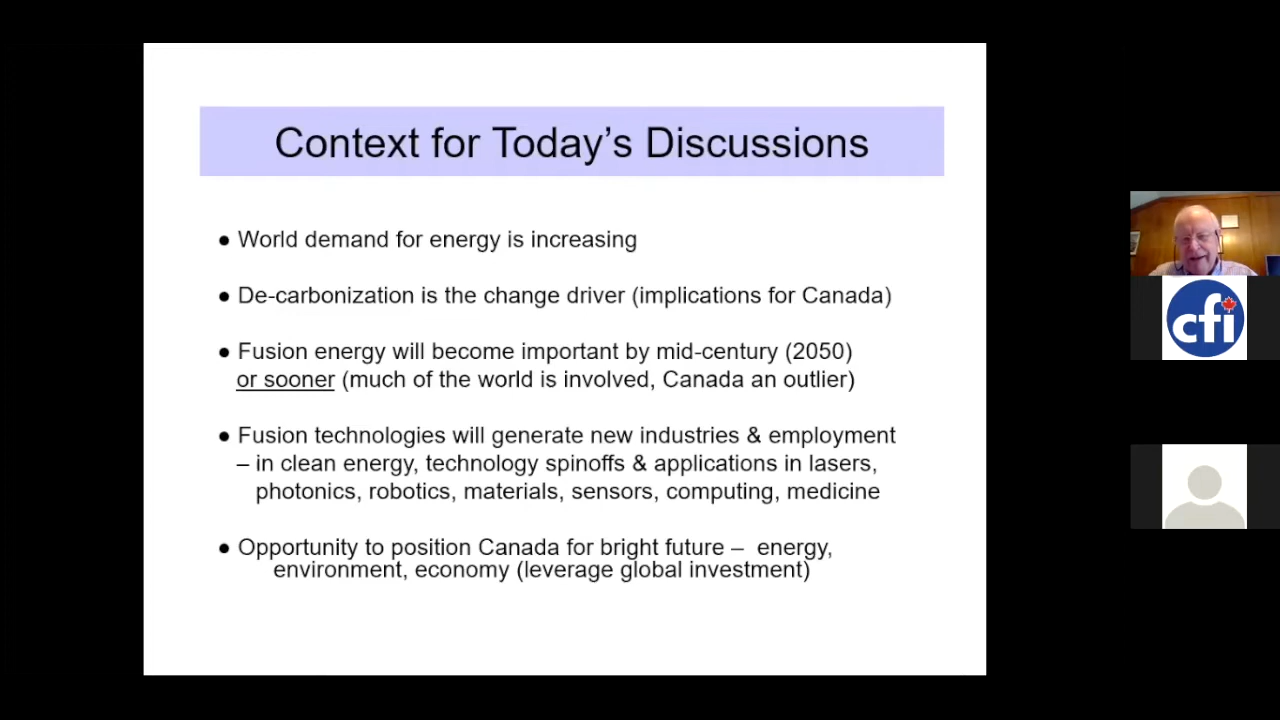 Context for Today’s Discussions
● World demand for energy is increasing
● De-carbonization is the change driver (implications for Canada)
● Fusion energy will become important by mid-century (2050)
or sooner (much of the world is involved, Canada an outlier)
● Fusion technologies will generate new industries & employment
– in clean energy, technology spinoffs & applications in lasers,
photonics, robotics, materials, sensors, computing, medicine
● Opportunity to position Canada for bright future – energy,
environment, economy (leverage global investment)
cfi